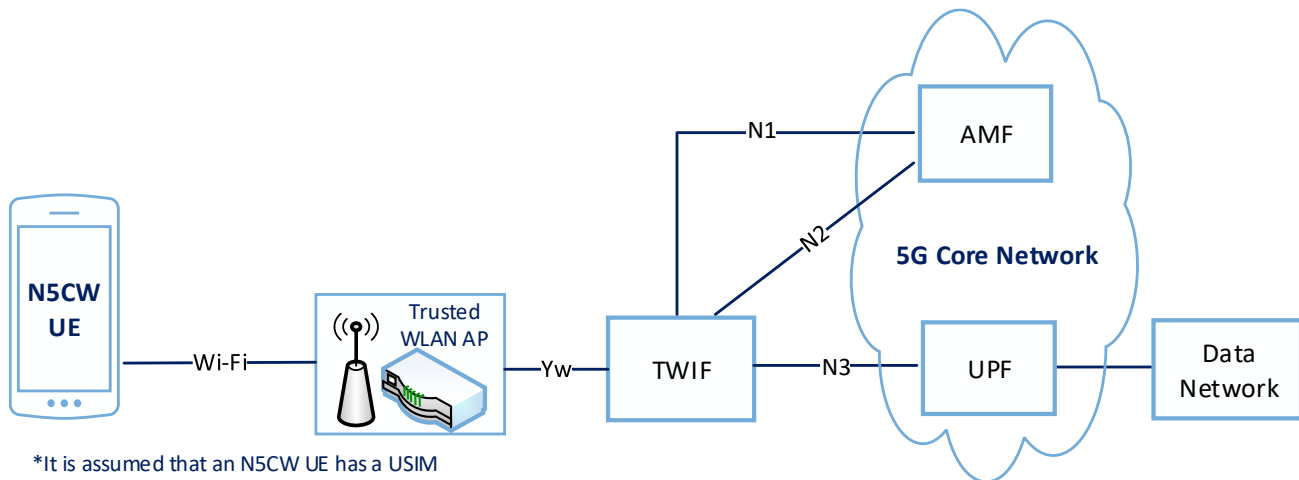 N1
AMF
N2
5G Core Network
N5CW
UE
Trusted
WLAN AP
Wi-Fi
Yw
TWIF
N3
UPF
Data
Network
*It is assumed that an N5CW UE has a USIM